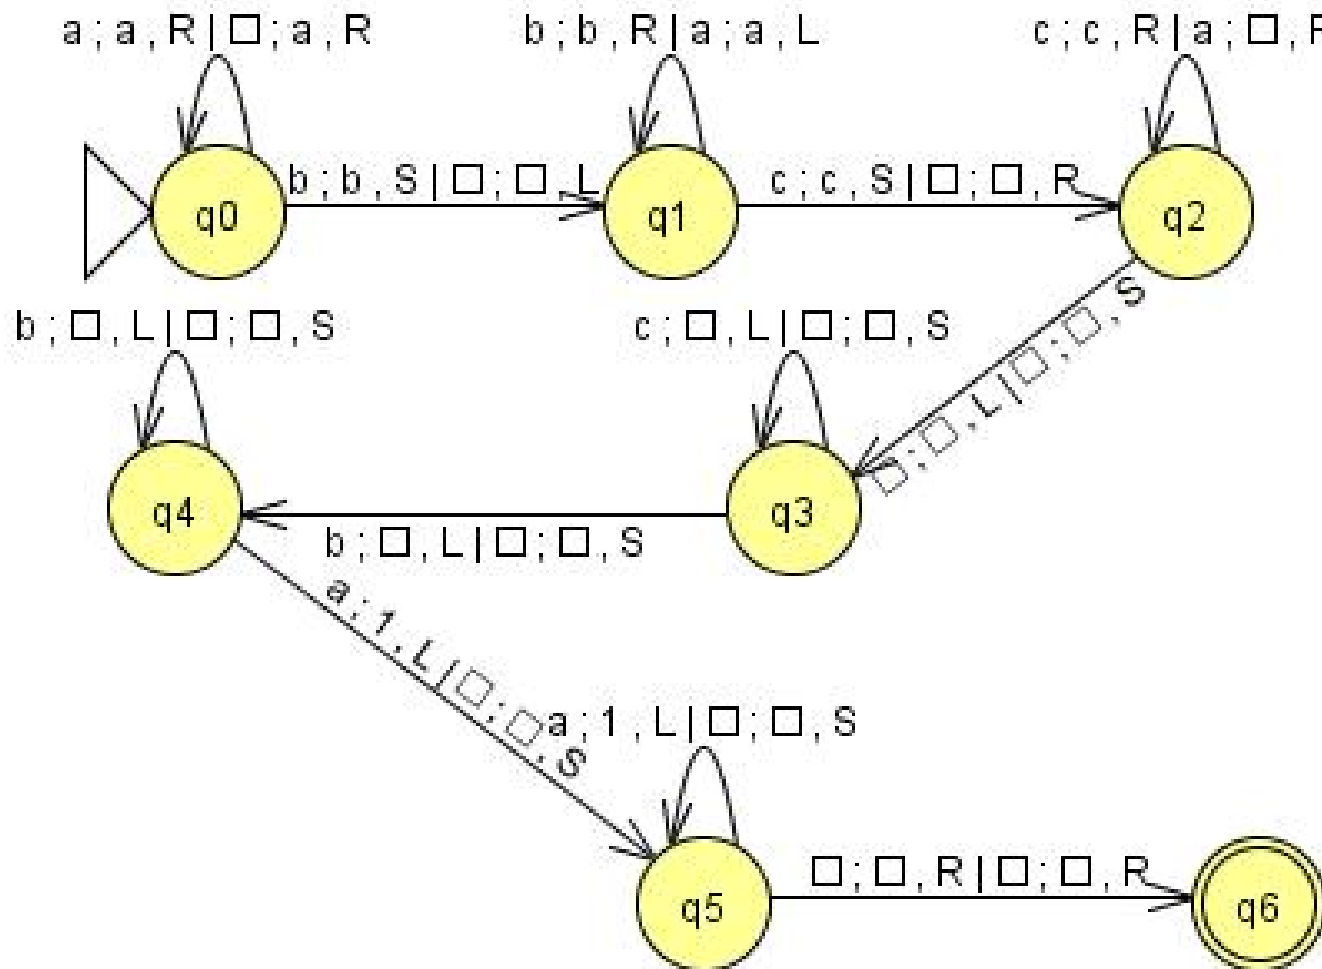 a ; a , R | □ ; a , R
b ; b , R | a ; a , L
c ; c , R | a ; □ , R
b ; b , S | □ ; □ , L
c ; c , S | □ ; □ , R
q0
q1
q2
□ ; □ , L | □ ; □ , S
b ; □ , L | □ ; □ , S
c ; □ , L | □ ; □ , S
q4
q3
b ; □ , L | □ ; □ , S
a ; 1 , L | □ ; □ , S
a ; 1 , L | □ ; □ , S
q5
□ ; □ , R | □ ; □ , R
q6